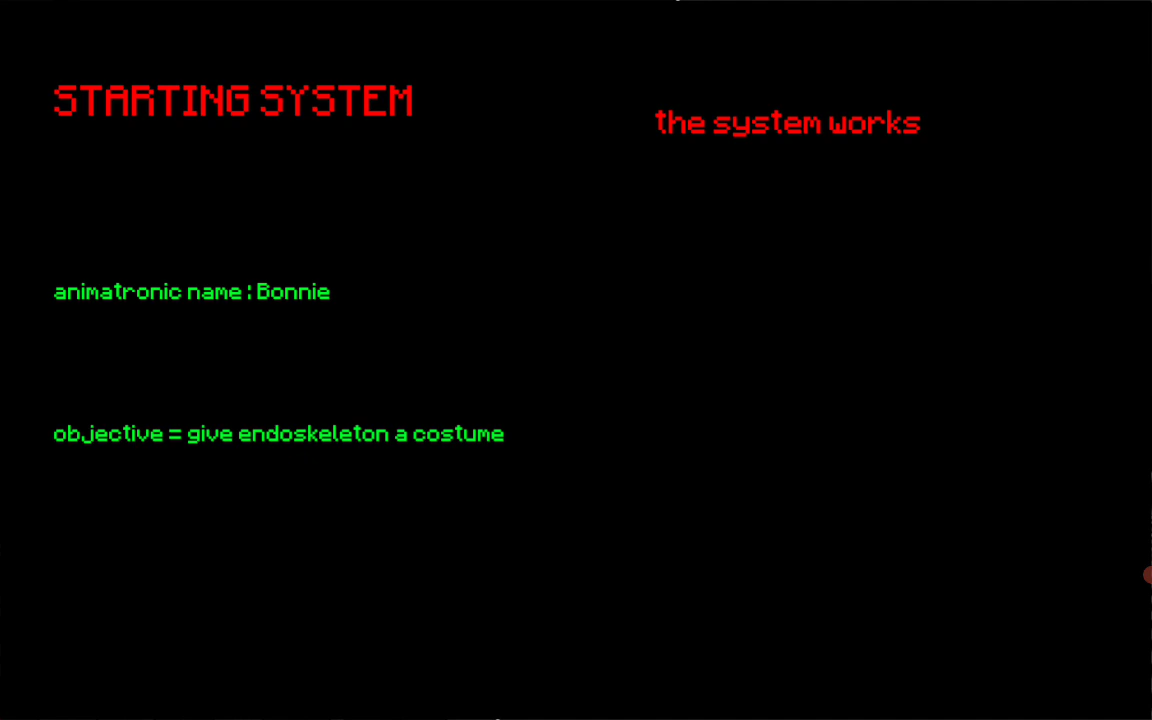 STARTING SYSTEM
the system works
animatronic name : Bonnie
objective = give endoskeleton a costume